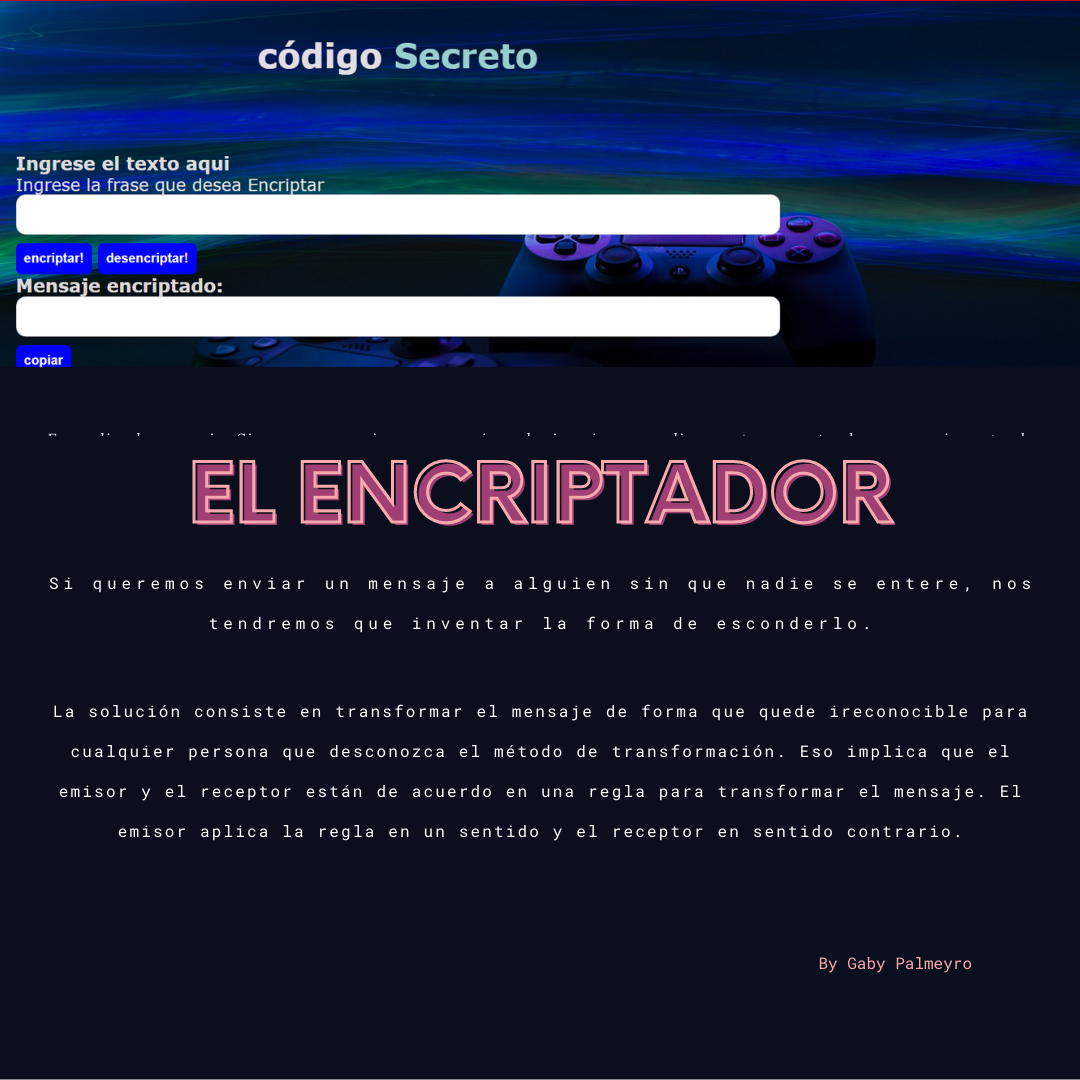 código Secreto
Ingrese el texto aqui
Ingrese la frase que desea Encriptar
encriptar! desencriptar!
Mensaje encriptado:
copiar
EL ENCRIPTADOR
Si queremos enviar un mensaje a alguien sin que nadie se entere, nos
tendremos que inventar la forma de esconderlo.
La solución consiste en transformar el mensaje de forma que quede ireconocible para
cualquier persona que desconozca el método de transformación. Eso implica que el
emisor y el receptor están de acuerdo en una regla para transformar el mensaje. El
emisor aplica la regla en un sentido y el receptor en sentido contrario.
By Gaby Palmeyro